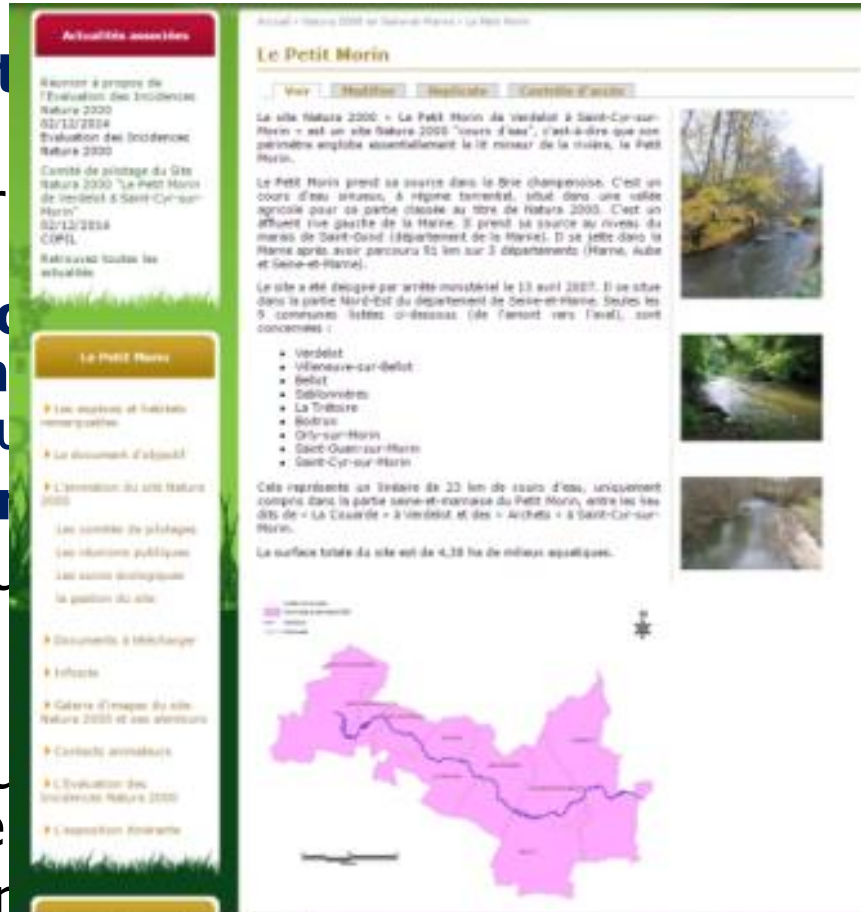 Accueil » Natura 2000 en Seine-et-Marne » Le Petit Morin
Le Petit Morin
Voir
Modifier
Replicate
Contrôle d'accès
Le site Natura 2000 « Le Petit Morin de Verdelot à Saint-Cyr-sur-
Morin » est un site Natura 2000 "cours d'eau", c'est-à-dire que son
périmètre englobe essentiellement le lit mineur de la rivière, le Petit
Morin.
Le Petit Morin prend sa source dans la Brie champenoise. C'est un
cours d'eau sinueux, à régime torrentiel, situé dans une vallée
agricole pour sa partie classée au titre de Natura 2000. C'est un
affluent rive gauche de la Marne. Il prend sa source au niveau du
marais de Saint-Gond (département de la Marne). Il se jette dans la
Marne après avoir parcouru 91 km sur 3 départements (Marne, Aube
et Seine-et-Marne).
Le site a été désigné par arrêté ministériel le 13 avril 2007. Il se situe
dans la partie Nord-Est du département de Seine-et-Marne. Seules les
9 communes listées ci-dessous (de l'amont vers l'aval), sont
concernées :
Verdelot
Villeneuve-sur-Bellot
Bellot
Sablonnières
La Trétoire
Boitron
Orly-sur-Morin
Saint-Ouen-sur-Morin
Saint-Cyr-sur-Morin
Cela représente un linéaire de 23 km de cours d'eau, uniquement
compris dans la partie seine-et-marnaise du Petit Morin, entre les lieu
dits de « La Couarde » à Verdelot et des « Archets » à Saint-Cyr-sur-
Morin.
La surface totale du site est de 4,38 ha de milieux aquatiques.
Actualités associées
Réunion à propos de
l'Evaluation des Incidences
Natura 2000
02/12/2014
Evaluation des Incidences
Natura 2000
Comité de pilotage du Site
Natura 2000 "Le Petit Morin
de Verdelot à Saint-Cyr-sur-
Morin"
02/12/2014
COPIL
Retrouvez toutes les
actualités
Le Petit Morin
Les espèces et habitats
remarquables
Le document d'objectif
L'animation du site Natura
2000
Les comités de pilotages
Les réunions publiques
Les suivis écologiques
la gestion du site
Documents à télécharger
Infosite
Galerie d'images du site
Natura 2000 et ses alentours
Contacts animateurs
L'Evaluation des
Incidences Natura 2000
L'exposition itinérante